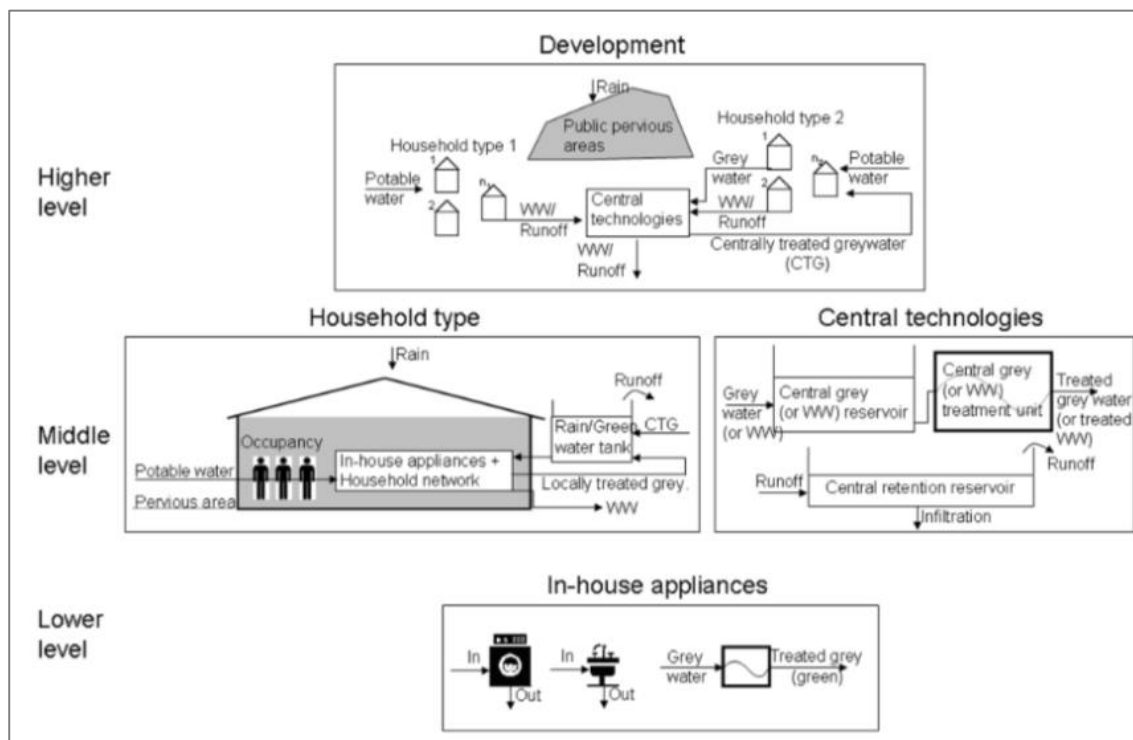 Development
Rain
Public pervious
areas
Household type 1
1
2
n
Potable
water
WW/
Runoff
Central
technologies
WW/
Runoff
Household type 2
1
2
n
Grey
water
WW/
Runoff
Potable
water
Centrally treated greywater
(CTG)
Higher
level
Household type
Rain
Runoff
Rain/Green
water tank
CTG
Occupancy
Potable water
In-house appliances +
Household network
Locally treated grey.
Pervious area
WW
Central technologies
Grey
water
(or WW)
Central grey
(or WW) reservoir
Central grey
(or WW)
treatment unit
Treated
grey water
(or treated
WW)
Runoff
Runoff
Central retention reservoir
Infiltration
Middle
level
In-house appliances
In
Out
In
Out
Grey
water
Treated grey
(green)
Lower
level